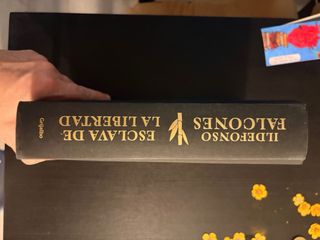 ILDEFONSO
FALCONES
ESCLAVA DE
LA LIBERTAD
Grijalbo